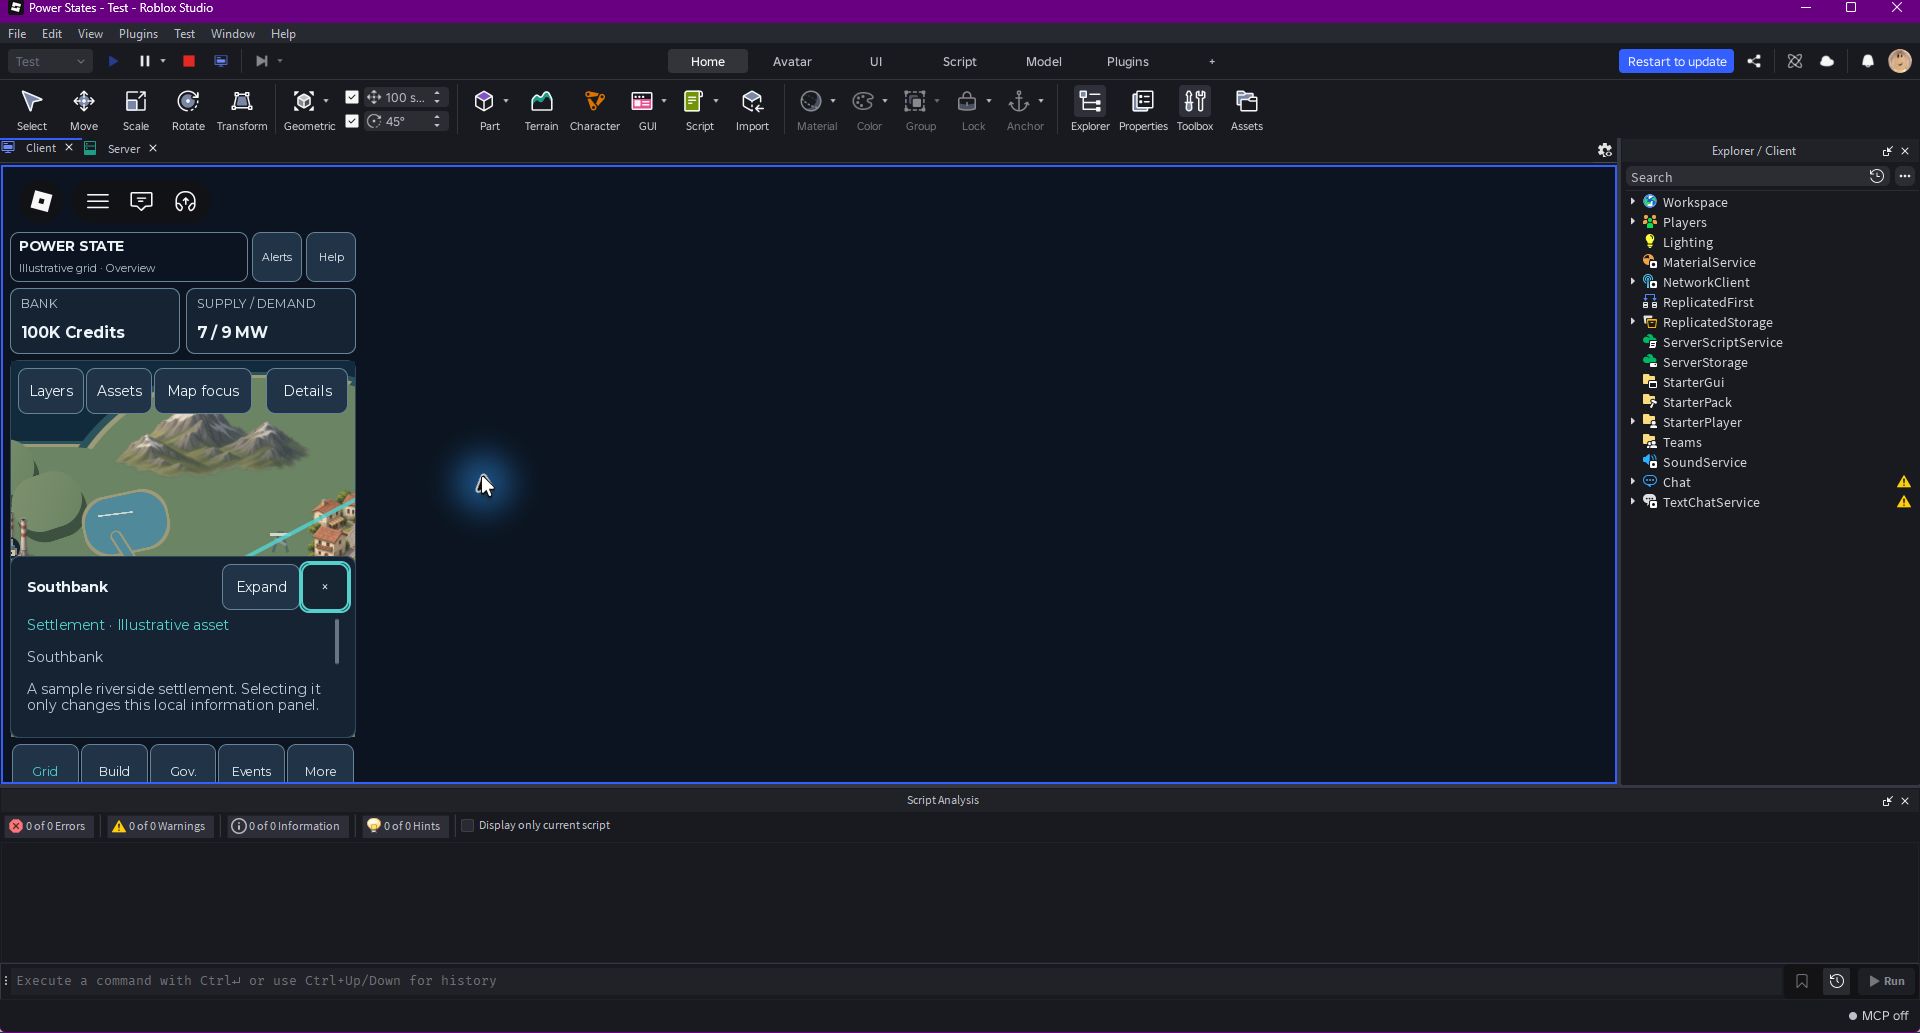 Power States - Test - Roblox Studio
File Edit View Plugins Test Window Help
Test
Home Avatar UI Script Model Plugins +
Restart to update
Select Move Scale Rotate Transform Geometric
100 s...
45°
Part Terrain Character GUI Script Import Material Color Group Lock Anchor Explorer Properties Toolbox Assets
Client × Server ×
POWER STATE
Illustrative grid · Overview
Alerts
Help
BANK
100K Credits
SUPPLY / DEMAND
7 / 9 MW
Layers Assets Map focus Details
Southbank
Expand
×
Settlement · Illustrative asset
Southbank
A sample riverside settlement. Selecting it
only changes this local information panel.
Grid Build Gov. Events More
Explorer / Client
Search
Workspace
Players
Lighting
MaterialService
NetworkClient
ReplicatedFirst
ReplicatedStorage
ServerScriptService
ServerStorage
StarterGui
StarterPack
StarterPlayer
Teams
SoundService
Chat
TextChatService
Script Analysis
0 of 0 Errors 0 of 0 Warnings 0 of 0 Information 0 of 0 Hints Display only current script
Execute a command with Ctrl↵ or use Ctrl+Up/Down for history
Run
MCP off